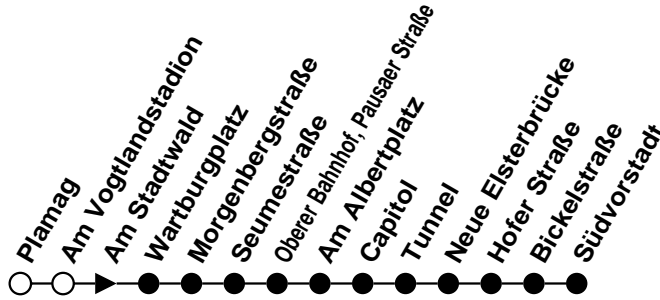 Plamag
Am Vogtlandstadion
Am Stadtwald
Wartburgplatz
Morgenbergstraße
Seumestraße
Oberer Bahnhof, Pausaer Straße
Am Albertplatz
Capitol
Tunnel
Neue Elsterbrücke
Hofer Straße
Bickelstraße
Südvorstadt